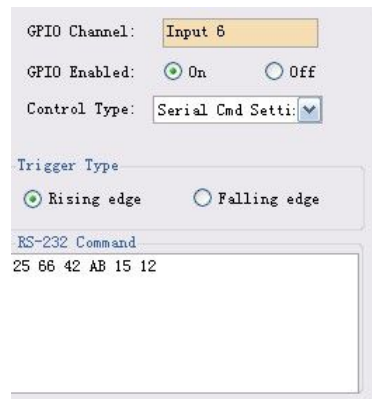 GPIO Channel: Input 6
GPIO Enabled: On Off
Control Type: Serial Cmd Setti:
Trigger Type
Rising edge Falling edge
RS-232 Command
25 66 42 AB 15 12